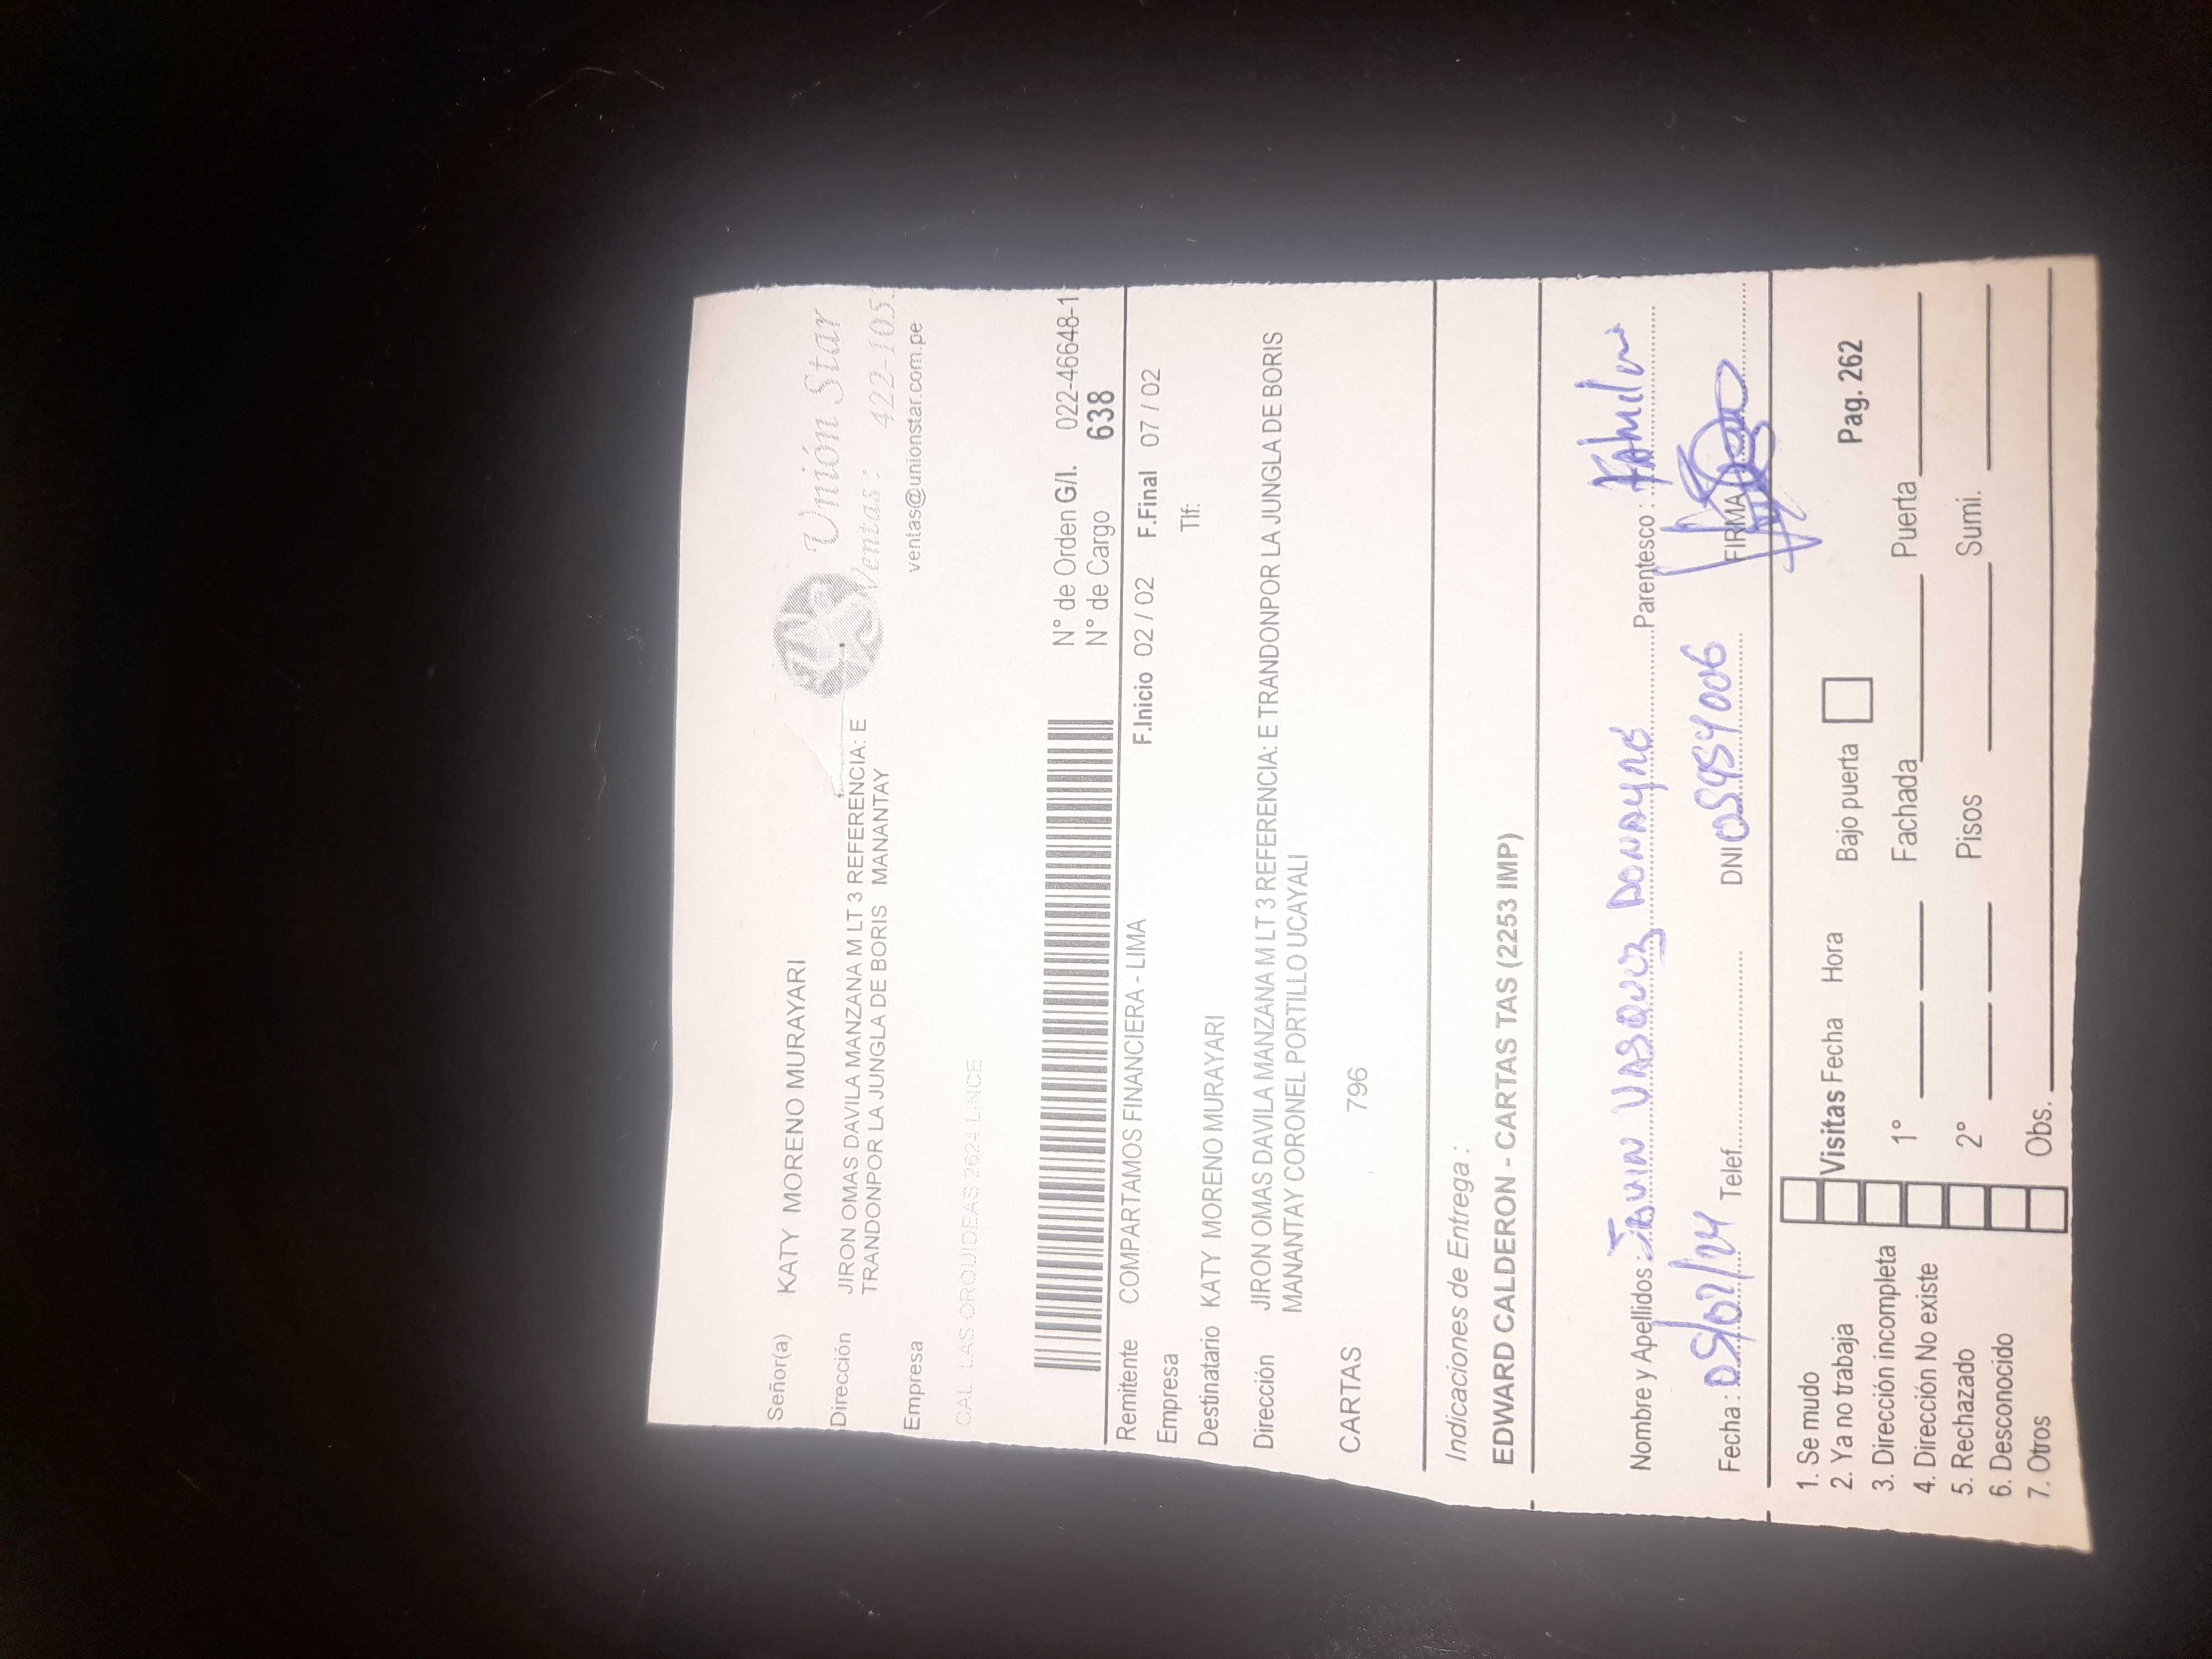 Señor(a) KATY MORENO MURAYARI
Unión Star
Dirección JIRON OMAS DAVILA MANZANA M LT 3 REFERENCIA: E
TRANDONPOR LA JUNGLA DE BORIS MANANTAY
Ventas: 422-105
Empresa
ventas@unionstar.com.pe
CAL. LAS ORQUIDEAS 2624 LINCE
N° de Orden G/I. 022-46648-1
N° de Cargo 638
Remitente COMPARTAMOS FINANCIERA - LIMA F.Inicio 02 / 02 F.Final 07 / 02
Empresa Tlf:
Destinatario KATY MORENO MURAYARI
Dirección JIRON OMAS DAVILA MANZANA M LT 3 REFERENCIA: E TRANDONPOR LA JUNGLA DE BORIS
MANANTAY CORONEL PORTILLO UCAYALI
CARTAS 796
Indicaciones de Entrega :
EDWARD CALDERON - CARTAS TAS (2253 IMP)
Nombre y Apellidos : VASQUEZ DONAYRE Parentesco :
Fecha : 05/02/24 Telef. DNI 05954006 FIRMA
1. Se mudo
2. Ya no trabaja Visitas Fecha Hora Bajo puerta Pag. 262
3. Dirección incompleta
4. Dirección No existe 1° Fachada Puerta
5. Rechazado
6. Desconocido 2° Pisos Sumi.
7. Otros Obs.